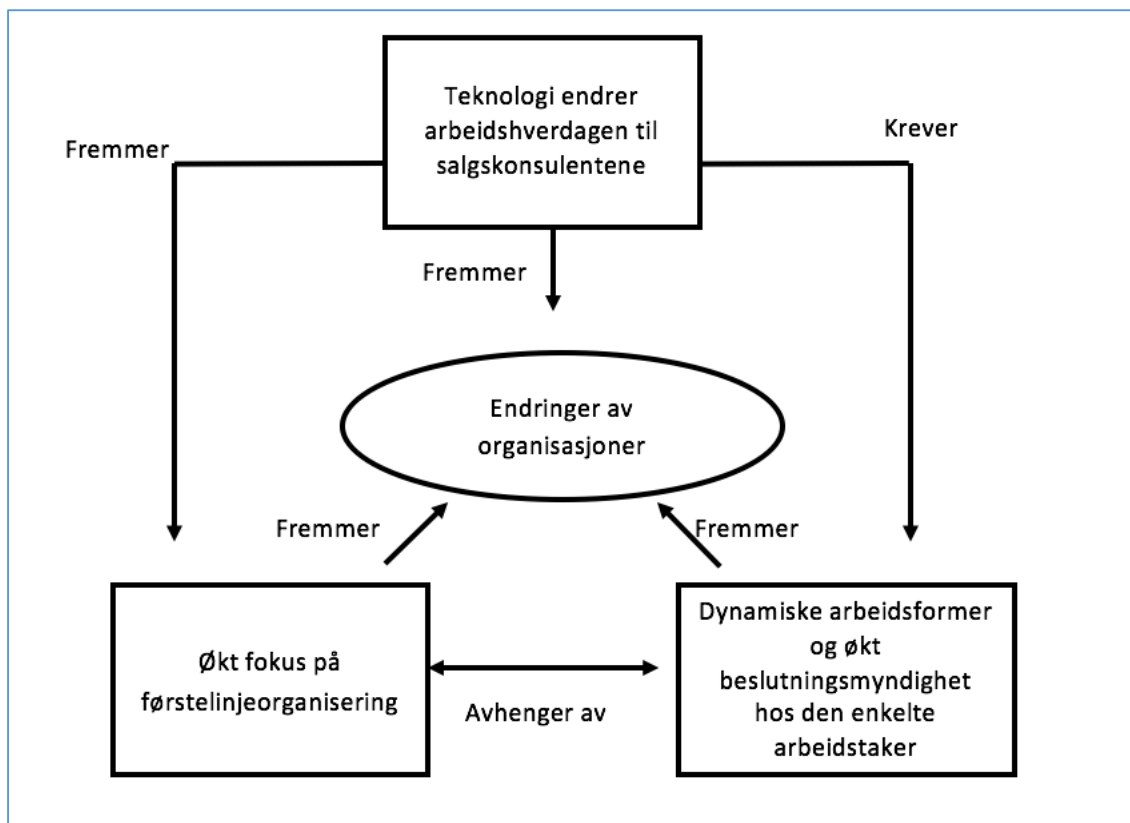 Teknologi endrer
arbeidshverdagen til
salgskonsulentene
Fremmer
Krever
Fremmer
Endringer av
organisasjoner
Fremmer
Fremmer
Økt fokus på
førstelinjeorganisering
Avhenger av
Dynamiske arbeidsformer
og økt
beslutningsmyndighet
hos den enkelte
arbeidstaker